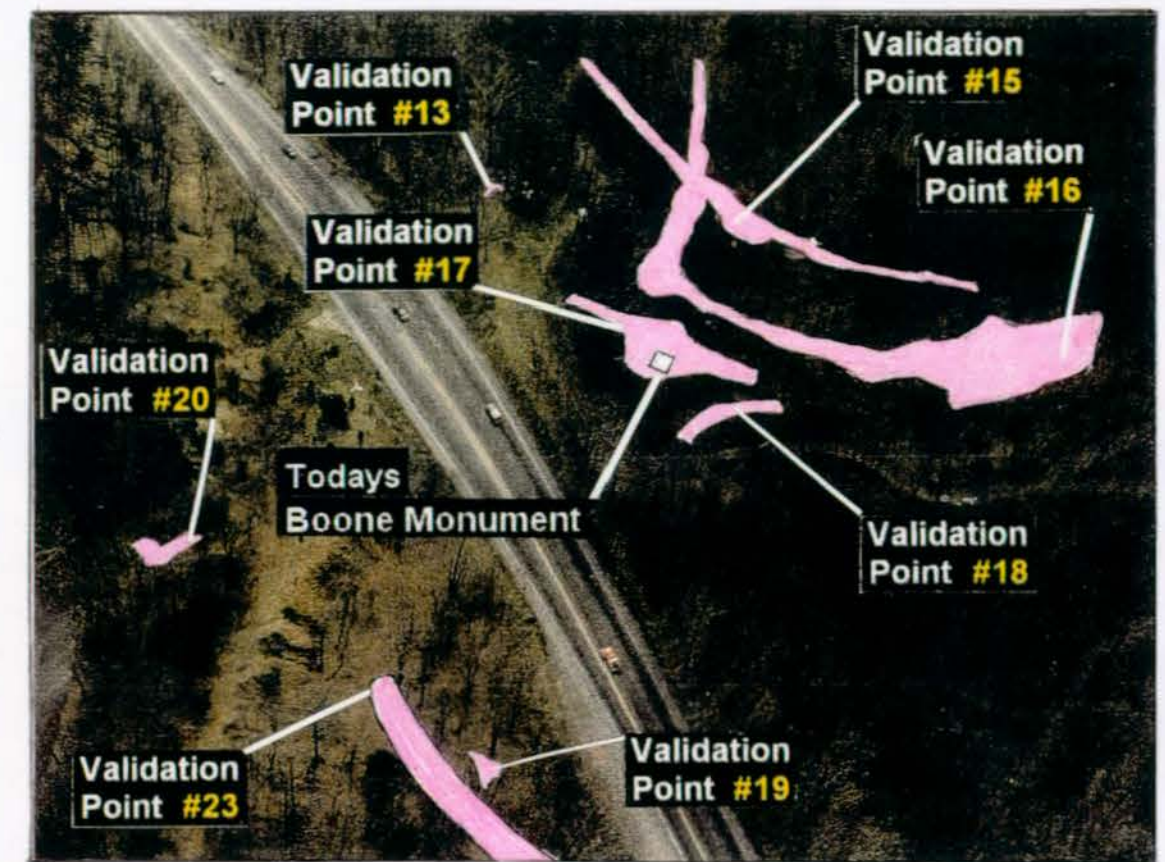 Validation
Point #15
Validation
Point #13
Validation
Point #16
Validation
Point #17
Validation
Point #20
Todays
Boone Monument
Validation
Point #18
Validation
Point #19
Validation
Point #23